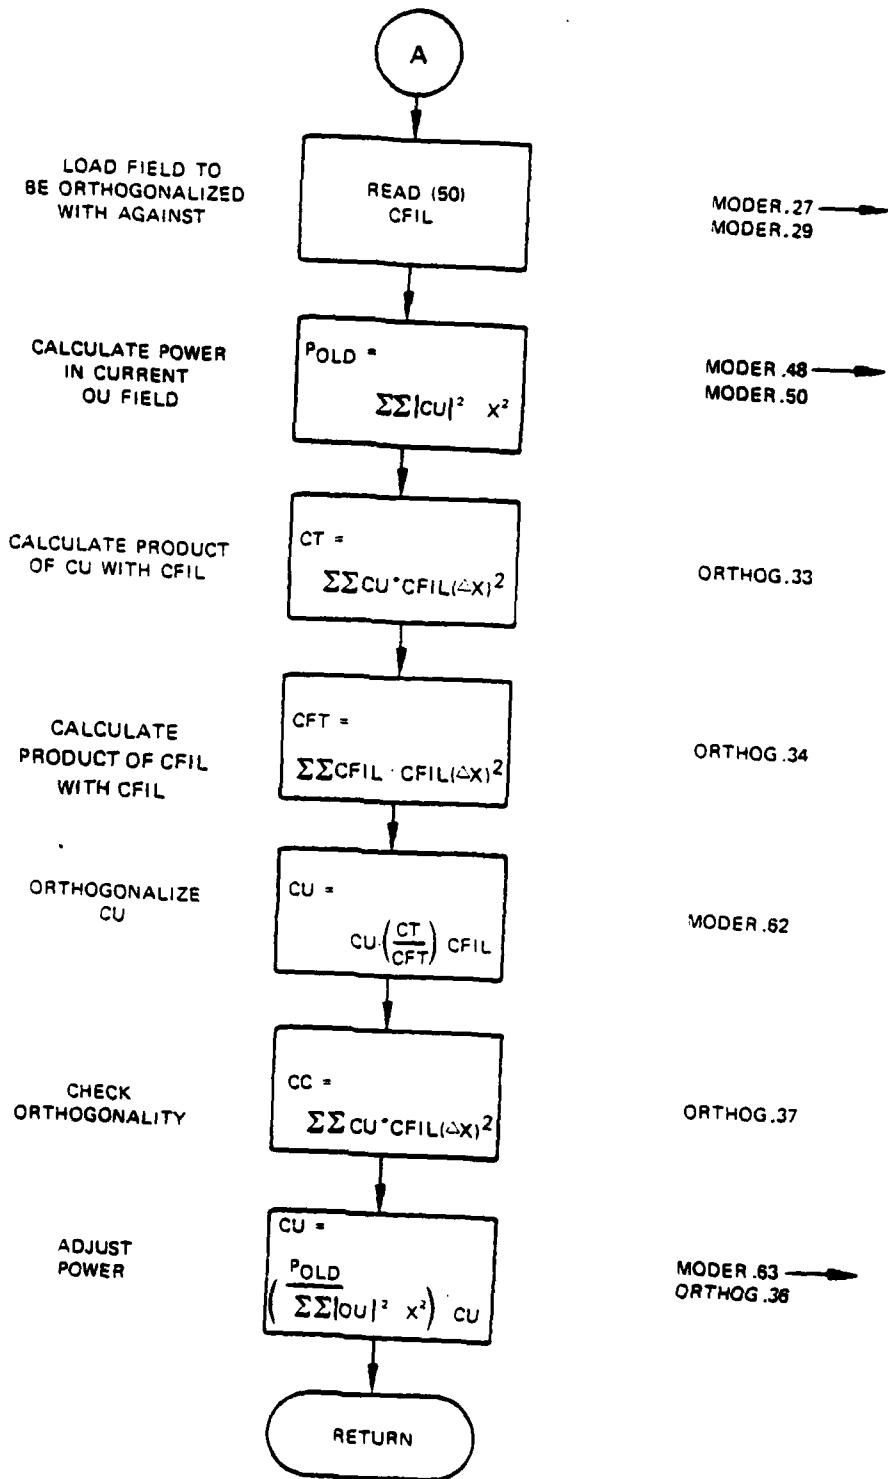 A
LOAD FIELD TO
BE ORTHOGONALIZED
WITH AGAINST
READ (50)
CFIL
MODER.27
MODER.29
CALCULATE POWER
IN CURRENT
OU FIELD
POLD =
ΣΣ|CU|² X²
MODER.48
MODER.50
CALCULATE PRODUCT
OF CU WITH CFIL
CT =
ΣΣCU*CFIL(△X)²
ORTHOG.33
CALCULATE
PRODUCT OF CFIL
WITH CFIL
CFT =
ΣΣCFIL · CFIL(△X)²
ORTHOG.34
ORTHOGONALIZE
CU
CU =
CU·(CT/CFT) CFIL
MODER.62
CHECK
ORTHOGONALITY
CC =
ΣΣCU*CFIL(△X)²
ORTHOG.37
ADJUST
POWER
CU =
(POLD / ΣΣ|OU|² X²) CU
MODER.63
ORTHOG.36
RETURN